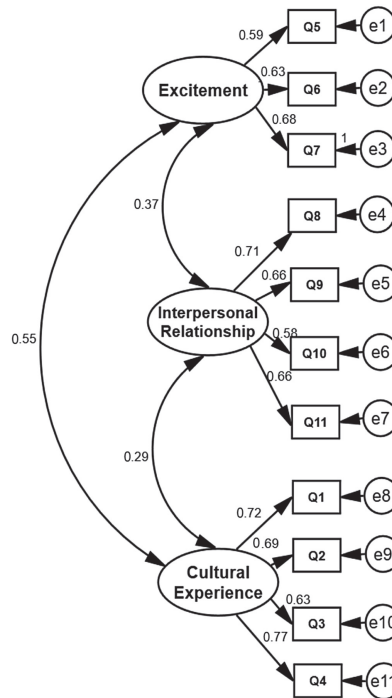 Q5
e1
0.59
Excitement
0.63
Q6
e2
0.68
1
Q7
e3
0.37
Q8
e4
0.71
0.66
Q9
e5
Interpersonal
Relationship
0.58
Q10
e6
0.66
0.55
Q11
e7
0.29
Q1
e8
0.72
0.69
Q2
e9
Cultural
Experience
0.63
Q3
e10
0.77
Q4
e11